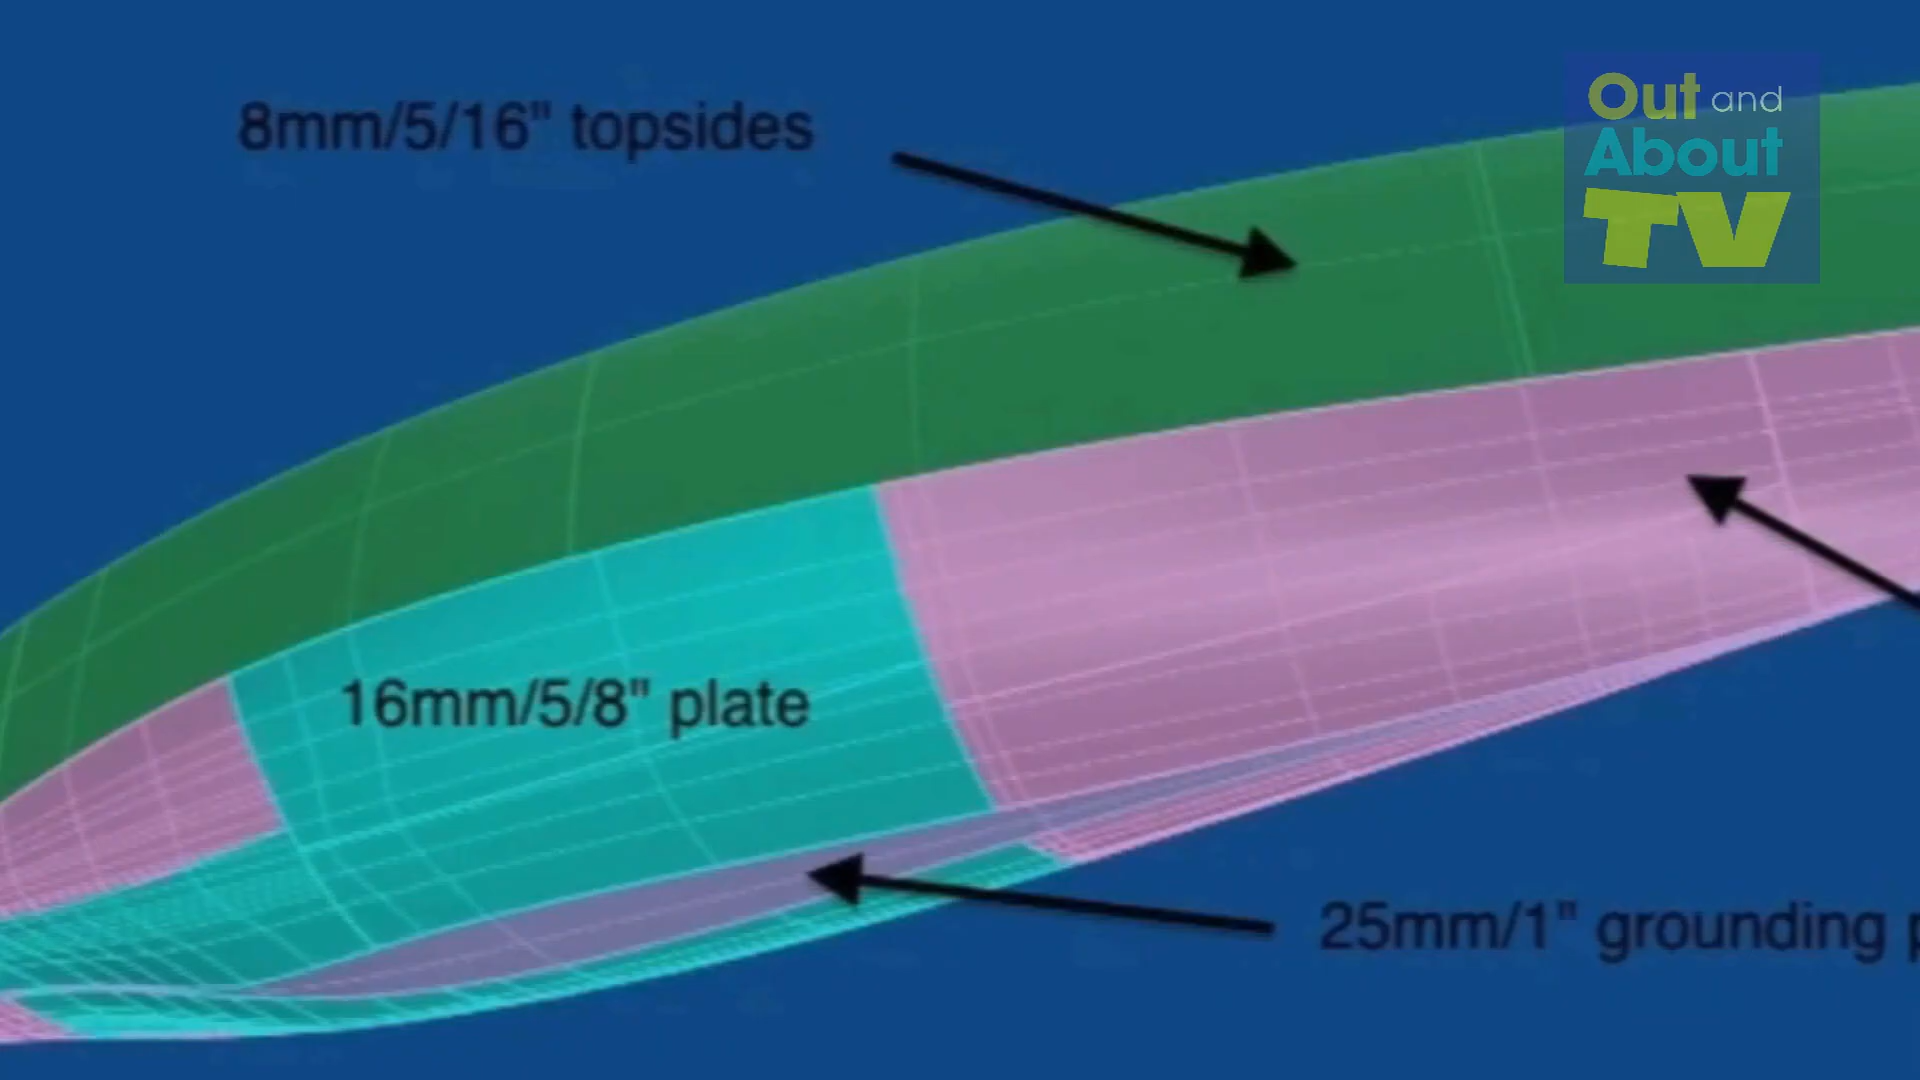 8mm/5/16" topsides
Out and
About
TV
16mm/5/8" plate
25mm/1" grounding